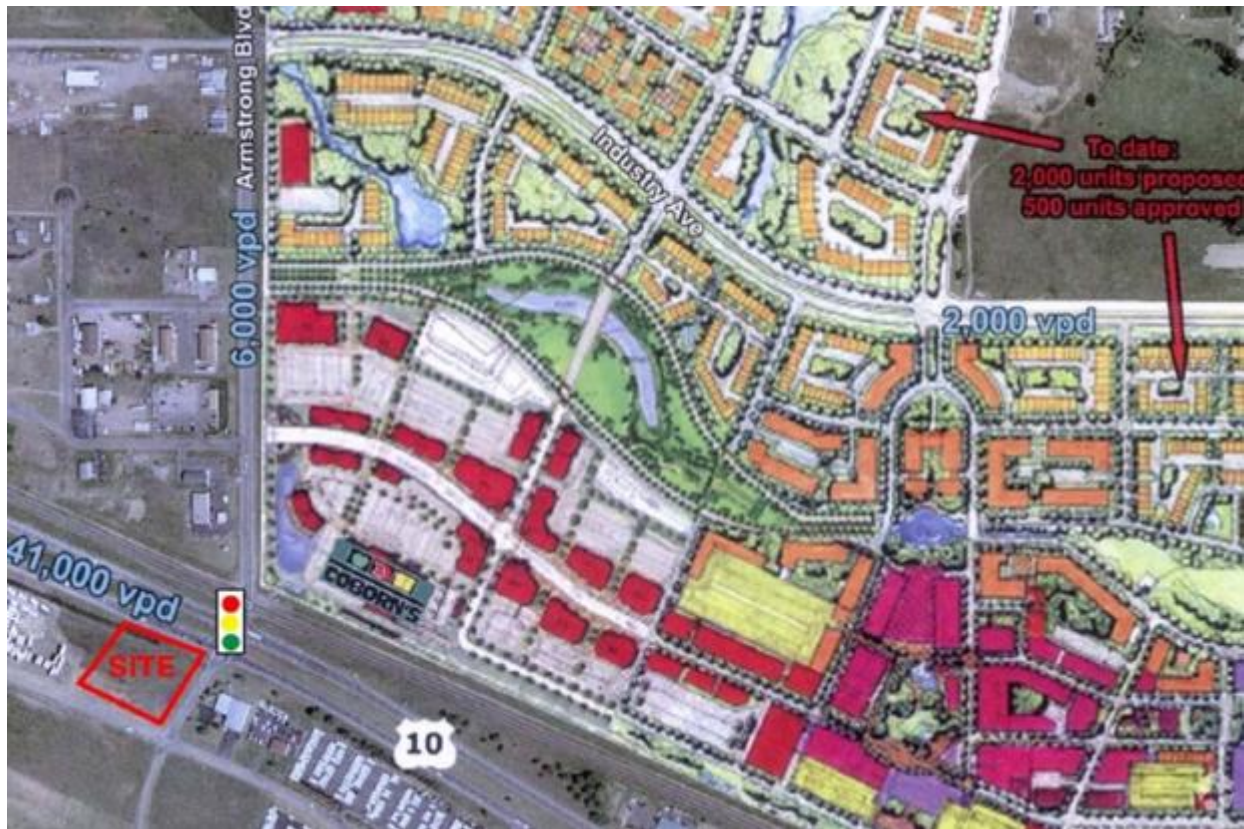 Armstrong Blvd
6,000 vpd
Industry Ave
To date:
2,000 units proposed
500 units approved
2,000 vpd
41,000 vpd
COBORN'S
SITE
10